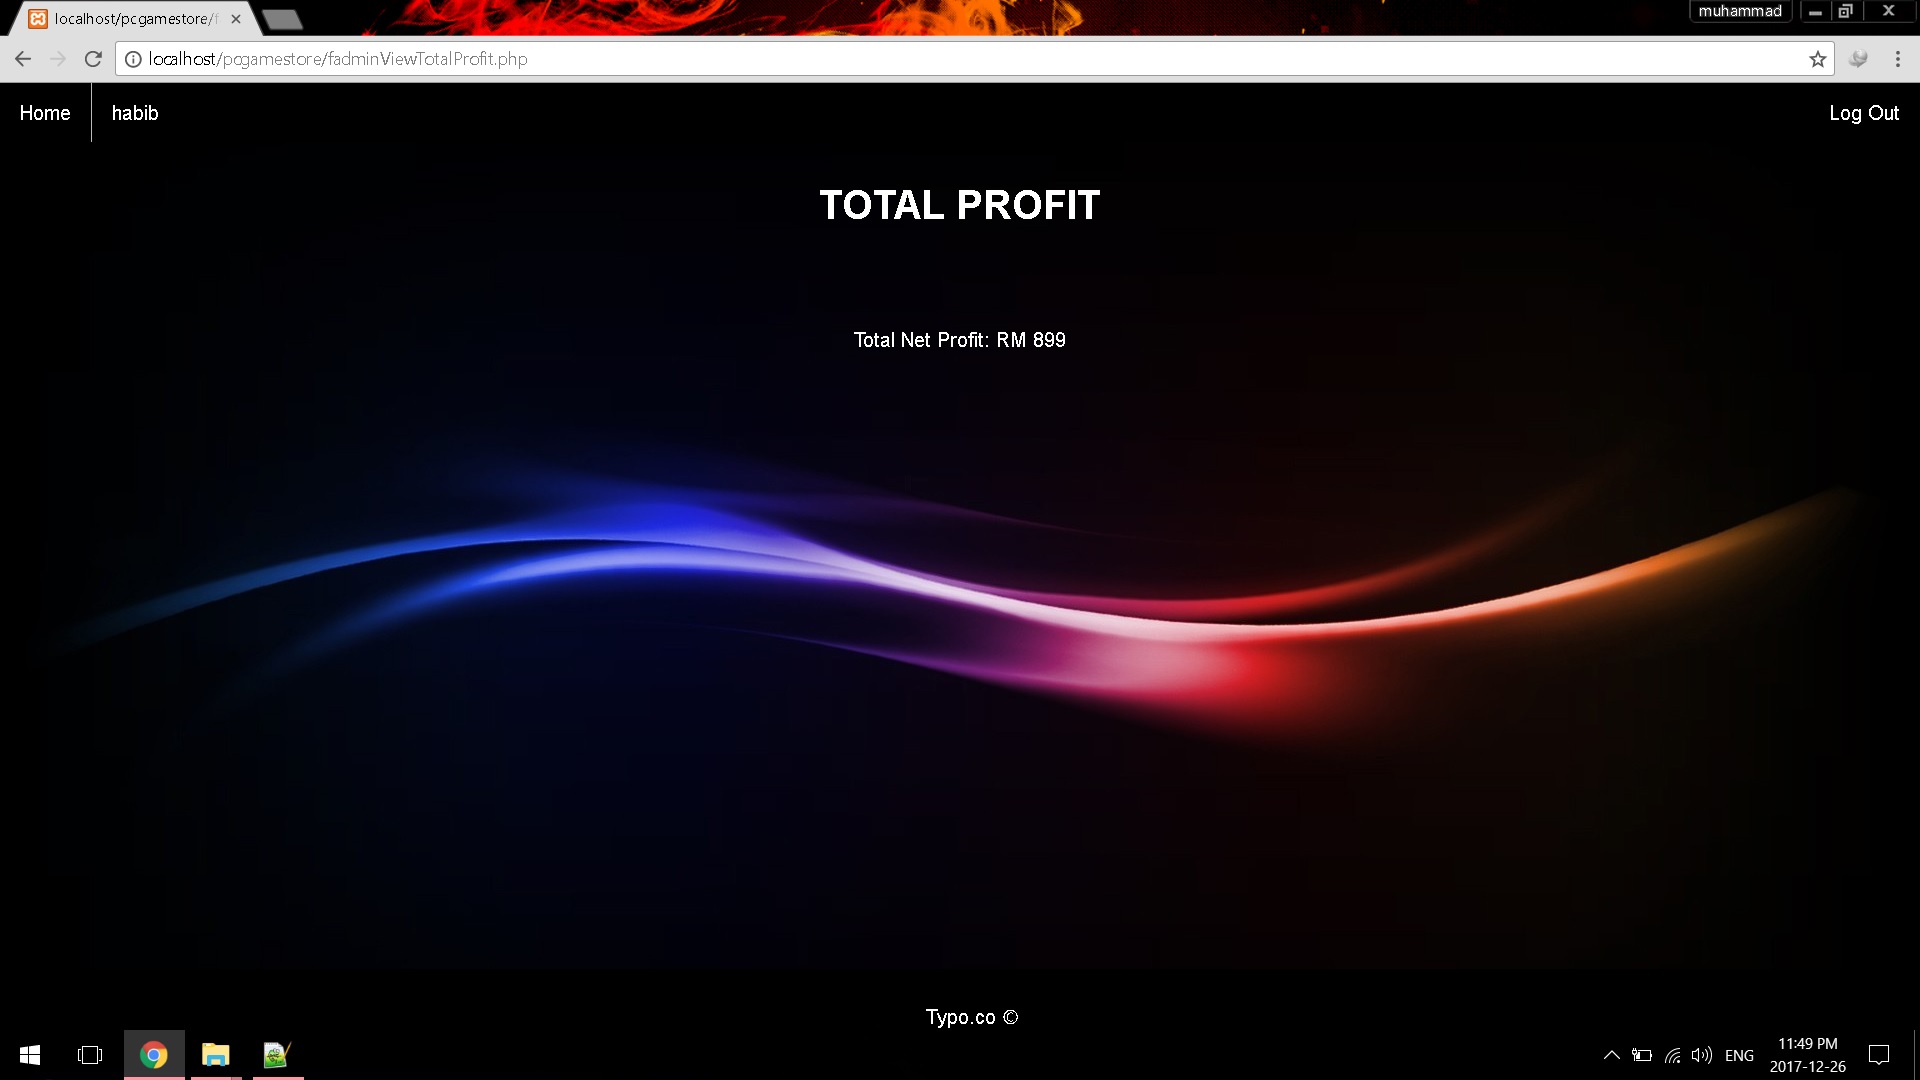 localhost/pcgamestore/f
muhammad
localhost/pcgamestore/fadminViewTotalProfit.php
Home
habib
Log Out
TOTAL PROFIT
Total Net Profit: RM 899
Typo.co ©
ENG
11:49 PM
2017-12-26